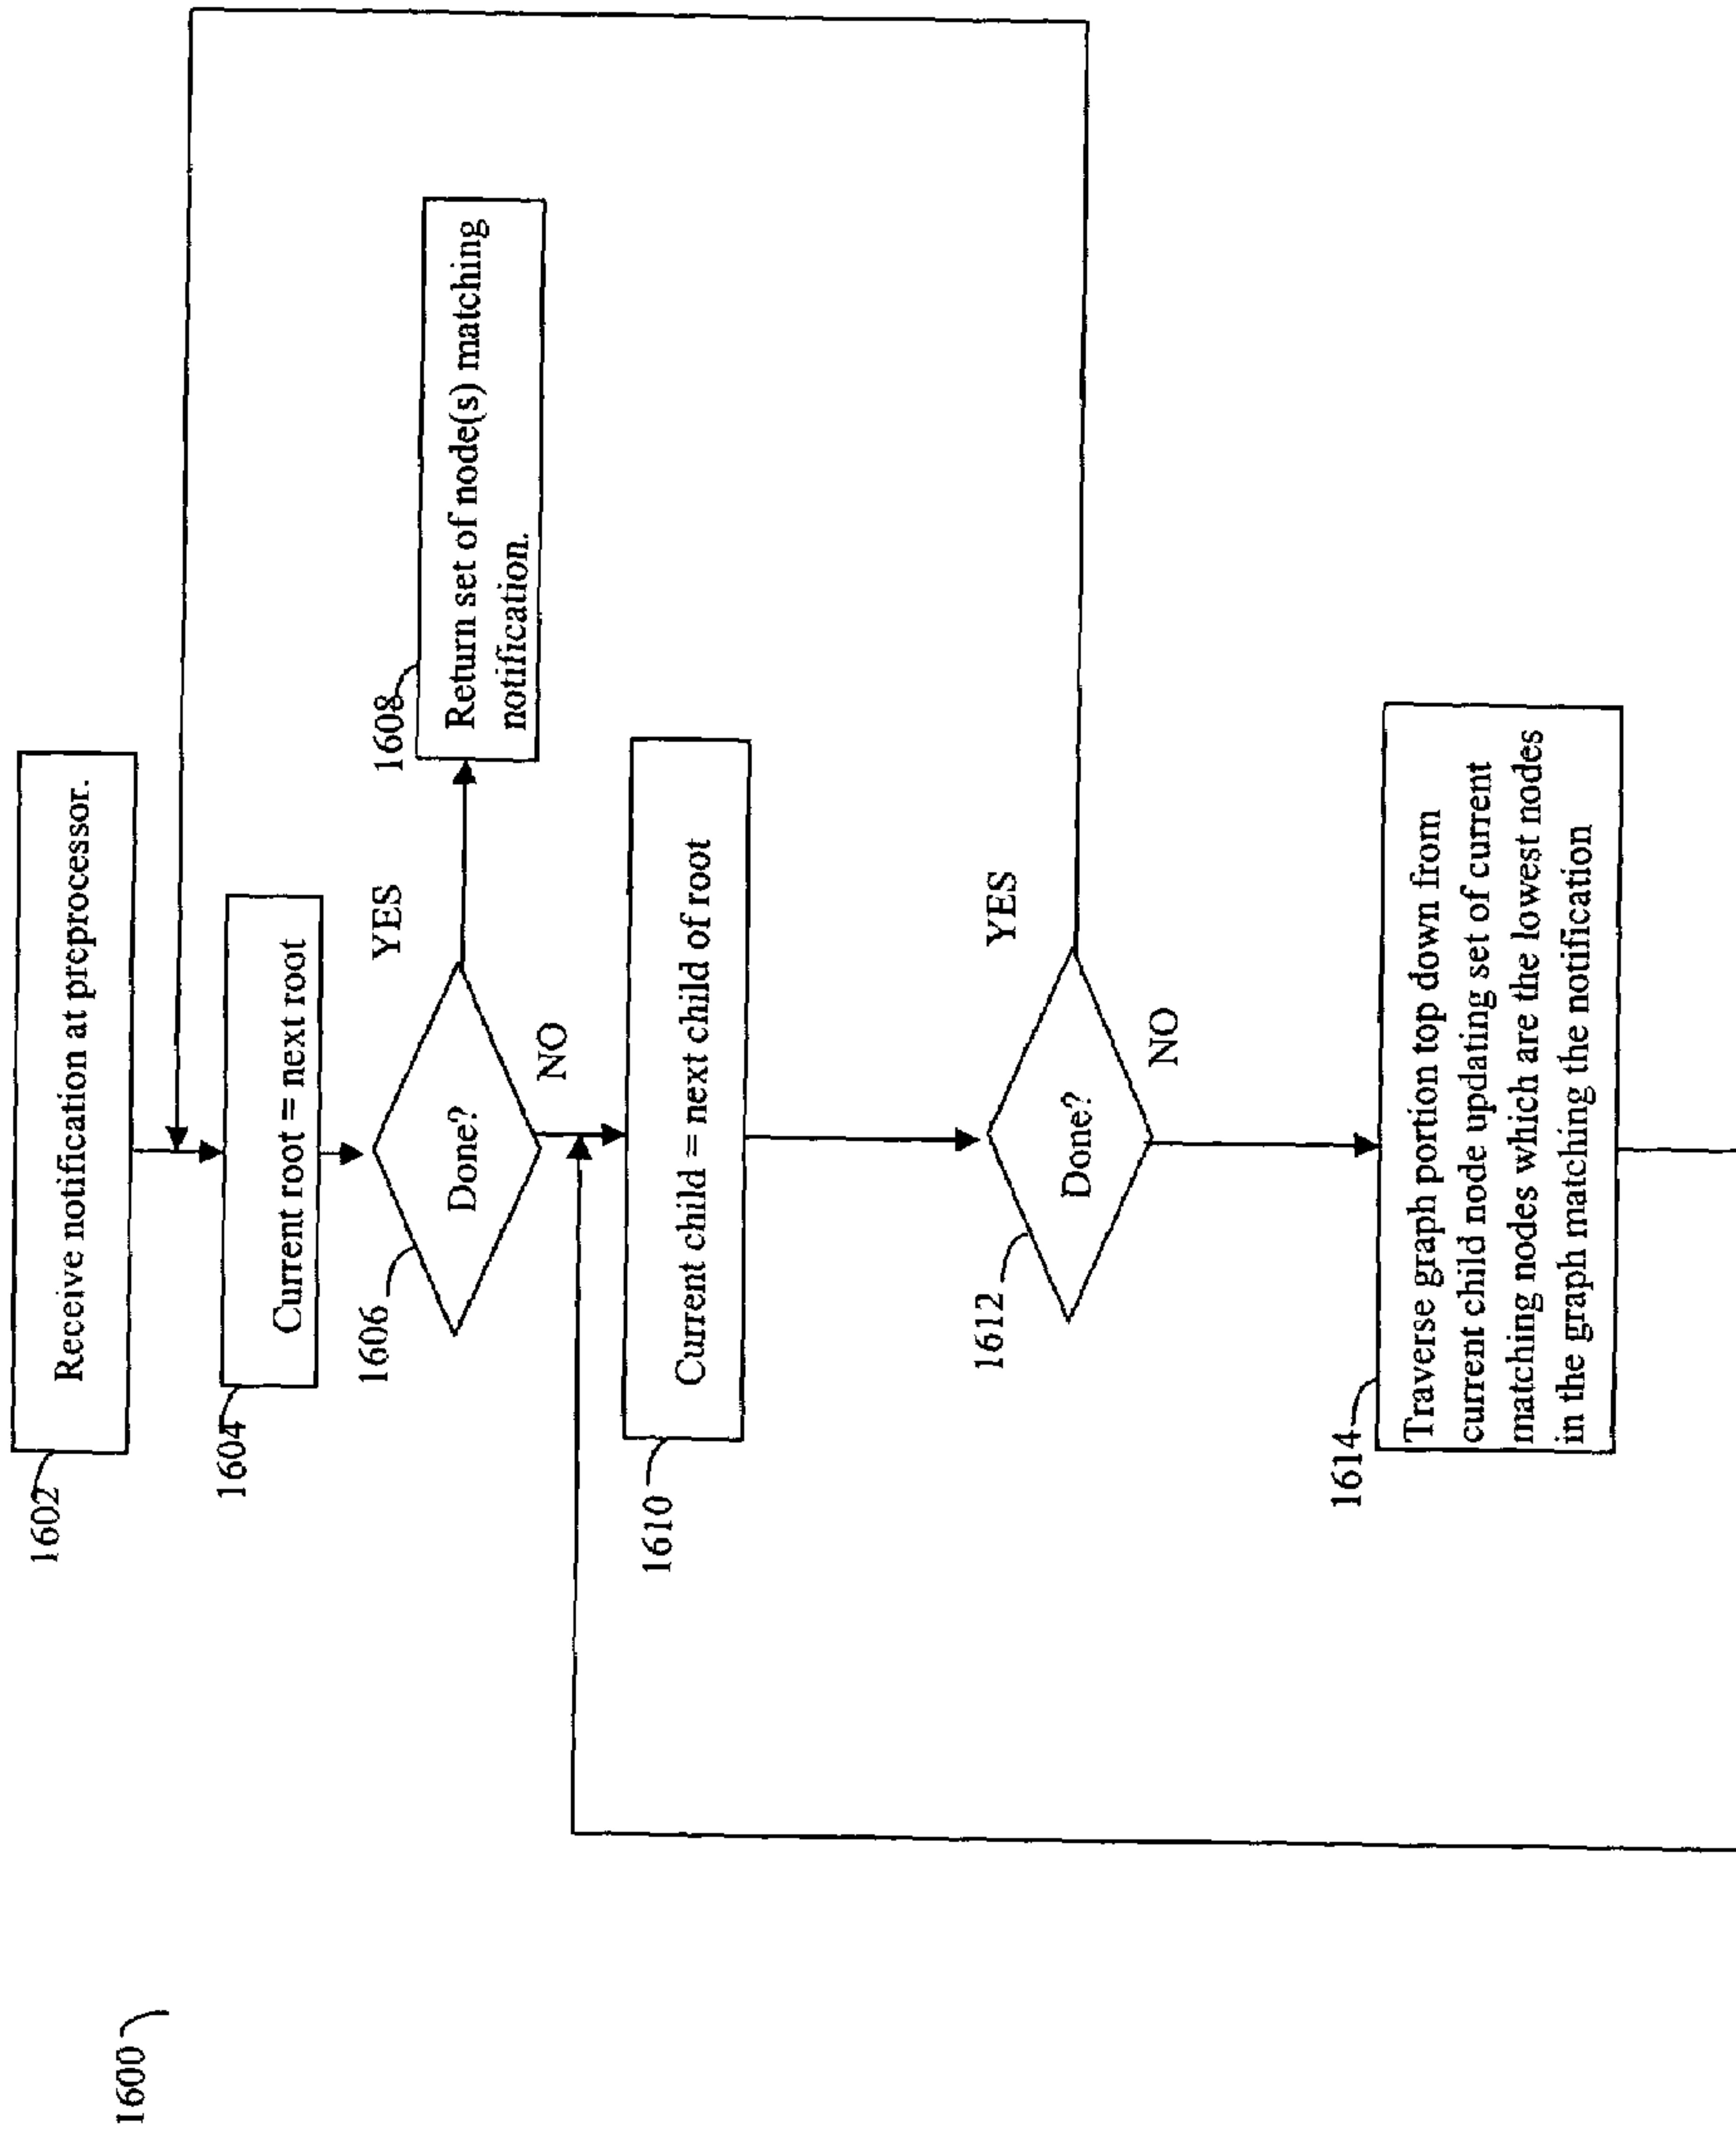 1600
1602
Receive notification at preprocessor.
1604
Current root = next root
1606
Done?
YES
NO
1608
Return set of node(s) matching
notification.
1610
Current child = next child of root
1612
Done?
YES
NO
1614
Traverse graph portion top down from
current child node updating set of current
matching nodes which are the lowest nodes
in the graph matching the notification